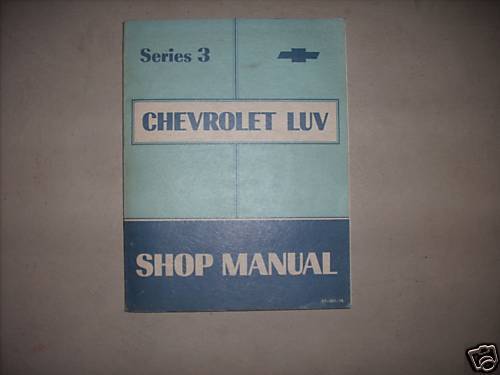 Series 3
CHEVROLET LUV
SHOP MANUAL